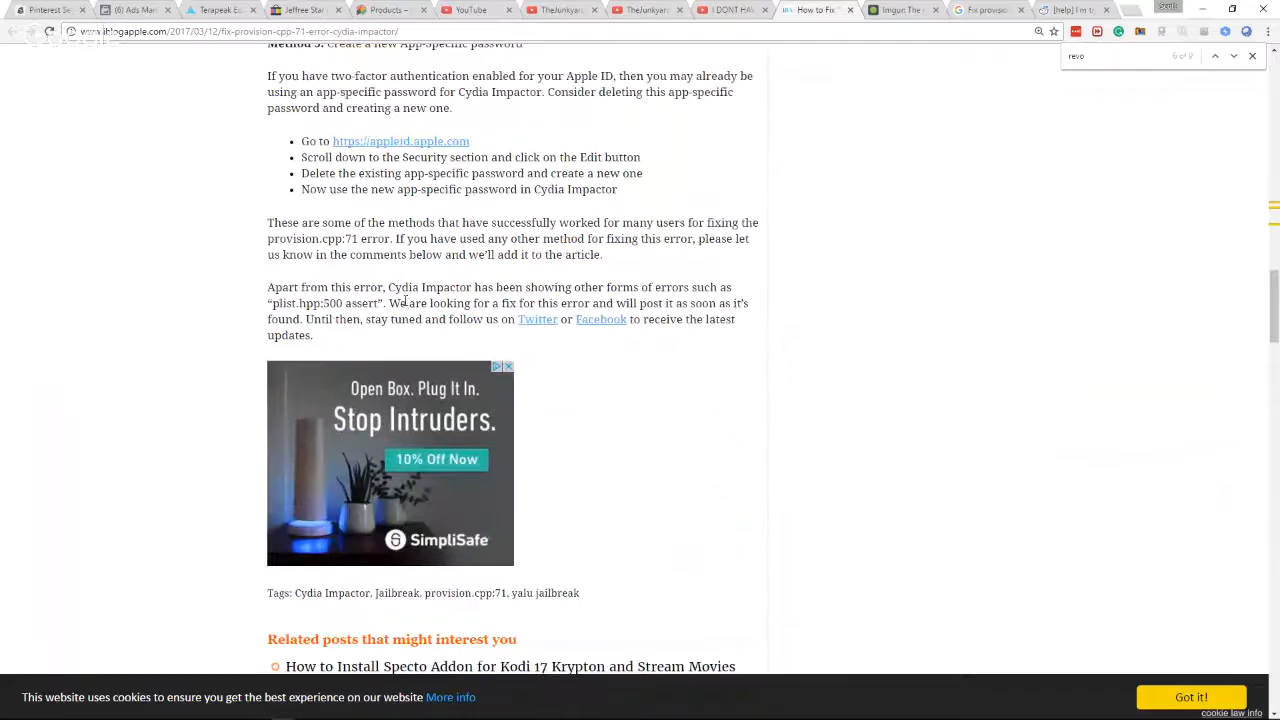 Pinterest Se
(6) Ads Man
Terapeak Ec
Jeffree Star
Products –
YouTube
TheJunkyar
TheJunkyar
I DONT HAV
How to Fix
Imgur: The
cpp:provisi
[help] I'm tr
www.ihelpgapple.com/2017/03/12/fix-provision-cpp-71-error-cydia-impactor/
revo
6 of 9
Create a new App-specific password
If you have two-factor authentication enabled for your Apple ID, then you may already be
using an app-specific password for Cydia Impactor. Consider deleting this app-specific
password and creating a new one.
• Go to https://appleid.apple.com
• Scroll down to the Security section and click on the Edit button
• Delete the existing app-specific password and create a new one
• Now use the new app-specific password in Cydia Impactor
These are some of the methods that have successfully worked for many users for fixing the
provision.cpp:71 error. If you have used any other method for fixing this error, please let
us know in the comments below and we'll add it to the article.
Apart from this error, Cydia Impactor has been showing other forms of errors such as
“plist.hpp:500 assert”. We are looking for a fix for this error and will post it as soon as it's
found. Until then, stay tuned and follow us on Twitter or Facebook to receive the latest
updates.
Open Box. Plug It In.
Stop Intruders.
10% Off Now
SimpliSafe
Tags: Cydia Impactor, Jailbreak, provision.cpp:71, yalu jailbreak
Related posts that might interest you
How to Install Specto Addon for Kodi 17 Krypton and Stream Movies
This website uses cookies to ensure you get the best experience on our website More info
Got it!
cookie law info